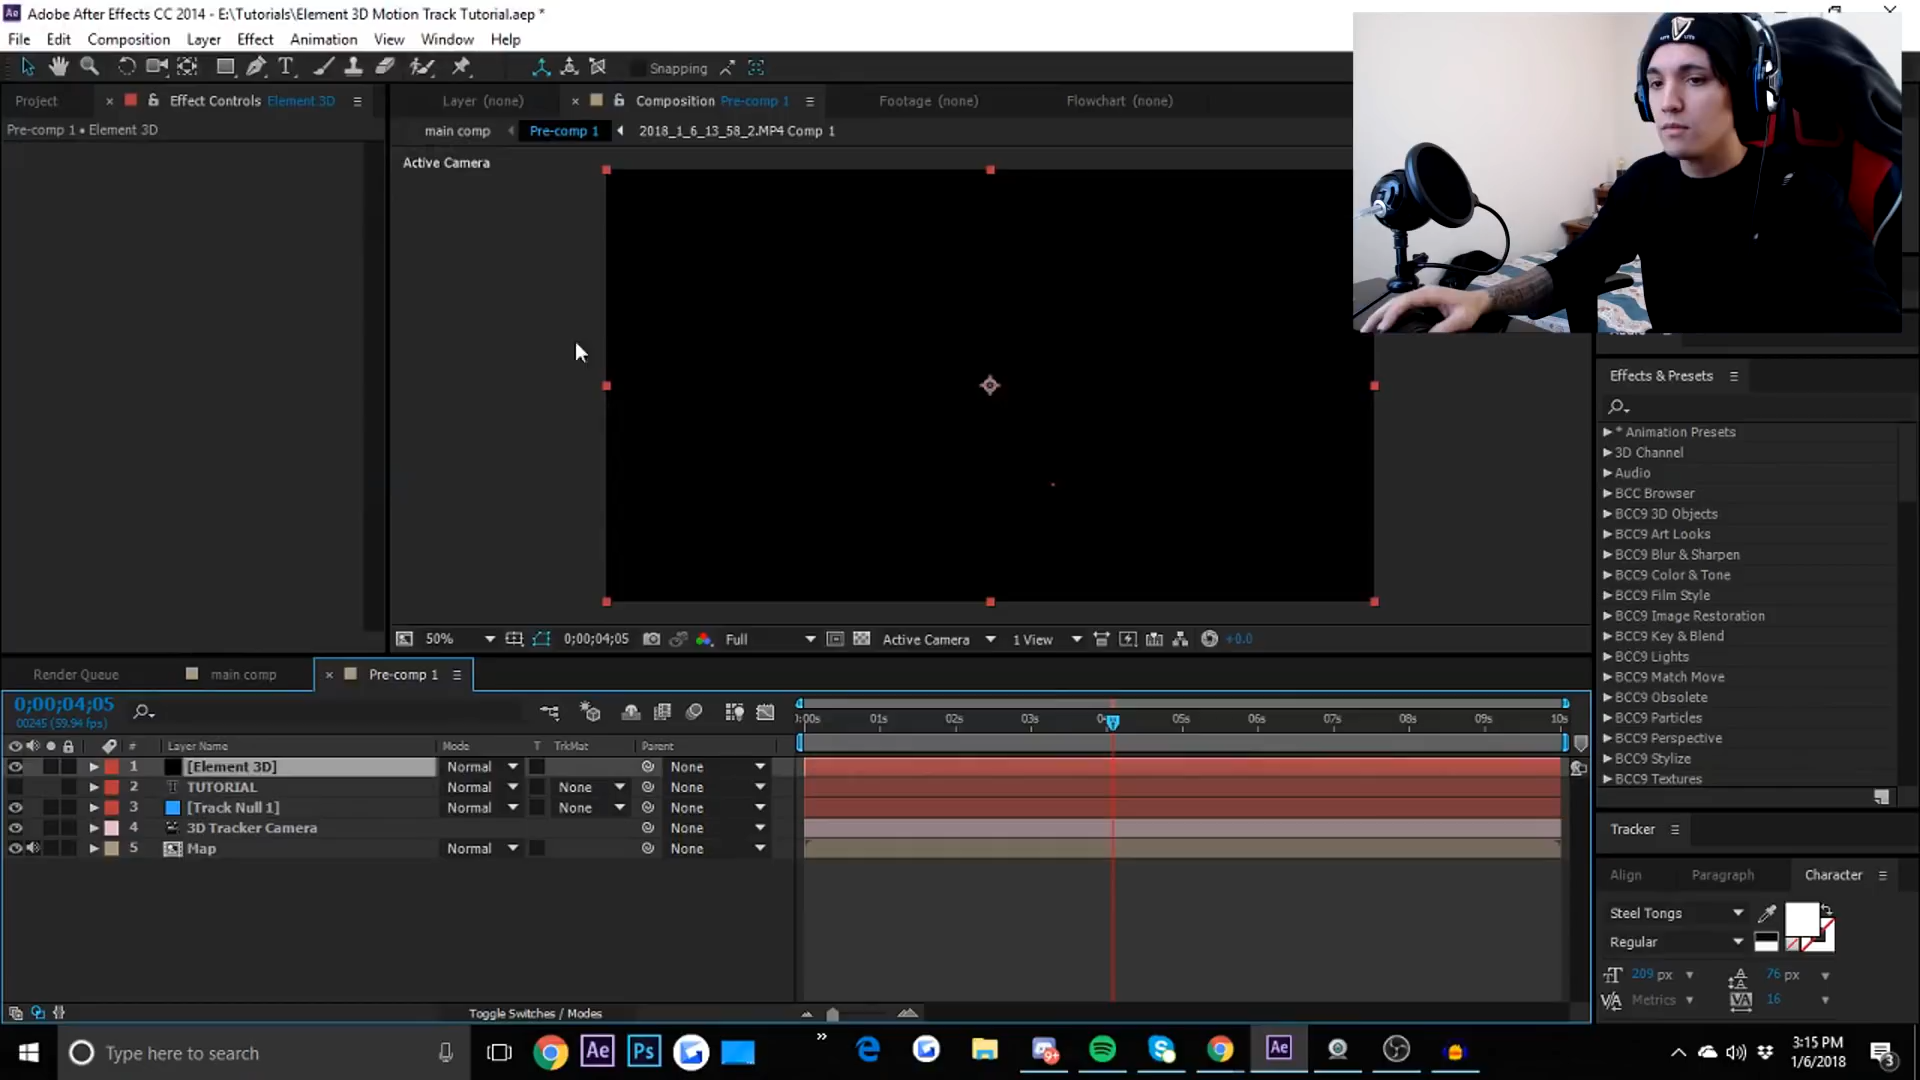 Adobe After Effects CC 2014 - E:\Tutorials\Element 3D Motion Track Tutorial.aep *
File Edit Composition Layer Effect Animation View Window Help
Snapping
Project × Effect Controls Element 3D Layer (none) × Composition Pre-comp 1 Footage (none) Flowchart (none)
Pre-comp 1 • Element 3D main comp Pre-comp 1 2018_1_6_13_58_2.MP4 Comp 1
Active Camera
Effects & Presets
* Animation Presets
3D Channel
Audio
BCC Browser
BCC9 3D Objects
BCC9 Art Looks
BCC9 Blur & Sharpen
BCC9 Color & Tone
BCC9 Film Style
BCC9 Image Restoration
BCC9 Key & Blend
BCC9 Lights
BCC9 Match Move
BCC9 Obsolete
BCC9 Particles
BCC9 Perspective
BCC9 Stylize
BCC9 Textures
50% 0;00;04;05 Full Active Camera 1 View +0.0
Render Queue main comp × Pre-comp 1
0;00;04;05
00245 (59.94 fps)
:00s 01s 02s 03s 05s 06s 07s 08s 09s 10s
# Layer Name Mode T TrkMat Parent
1 [Element 3D] Normal None
2 TUTORIAL Normal None None
3 [Track Null 1] Normal None None
4 3D Tracker Camera None
5 Map Normal None
Toggle Switches / Modes
Tracker
Align Paragraph Character
Steel Tongs
Regular
209 px 76 px
Metrics 16
Type here to search
Ae Ps Ae
3:15 PM
1/6/2018
3